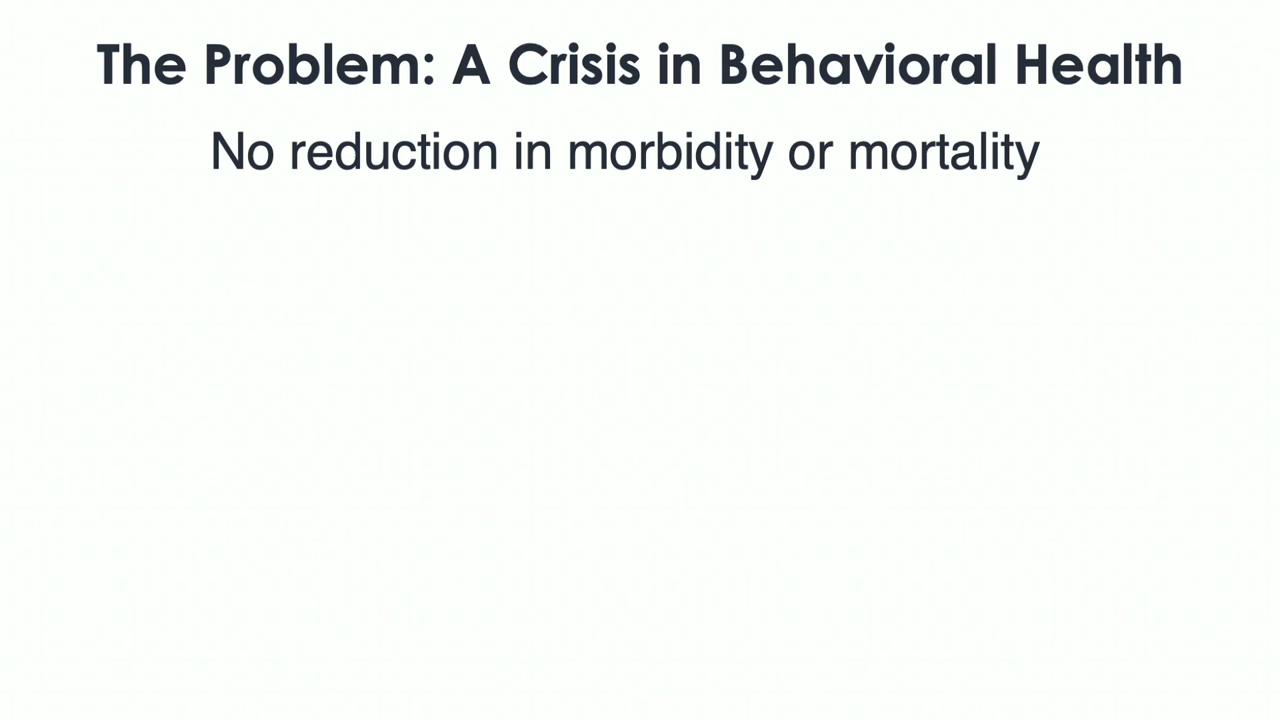 The Problem: A Crisis in Behavioral Health
No reduction in morbidity or mortality